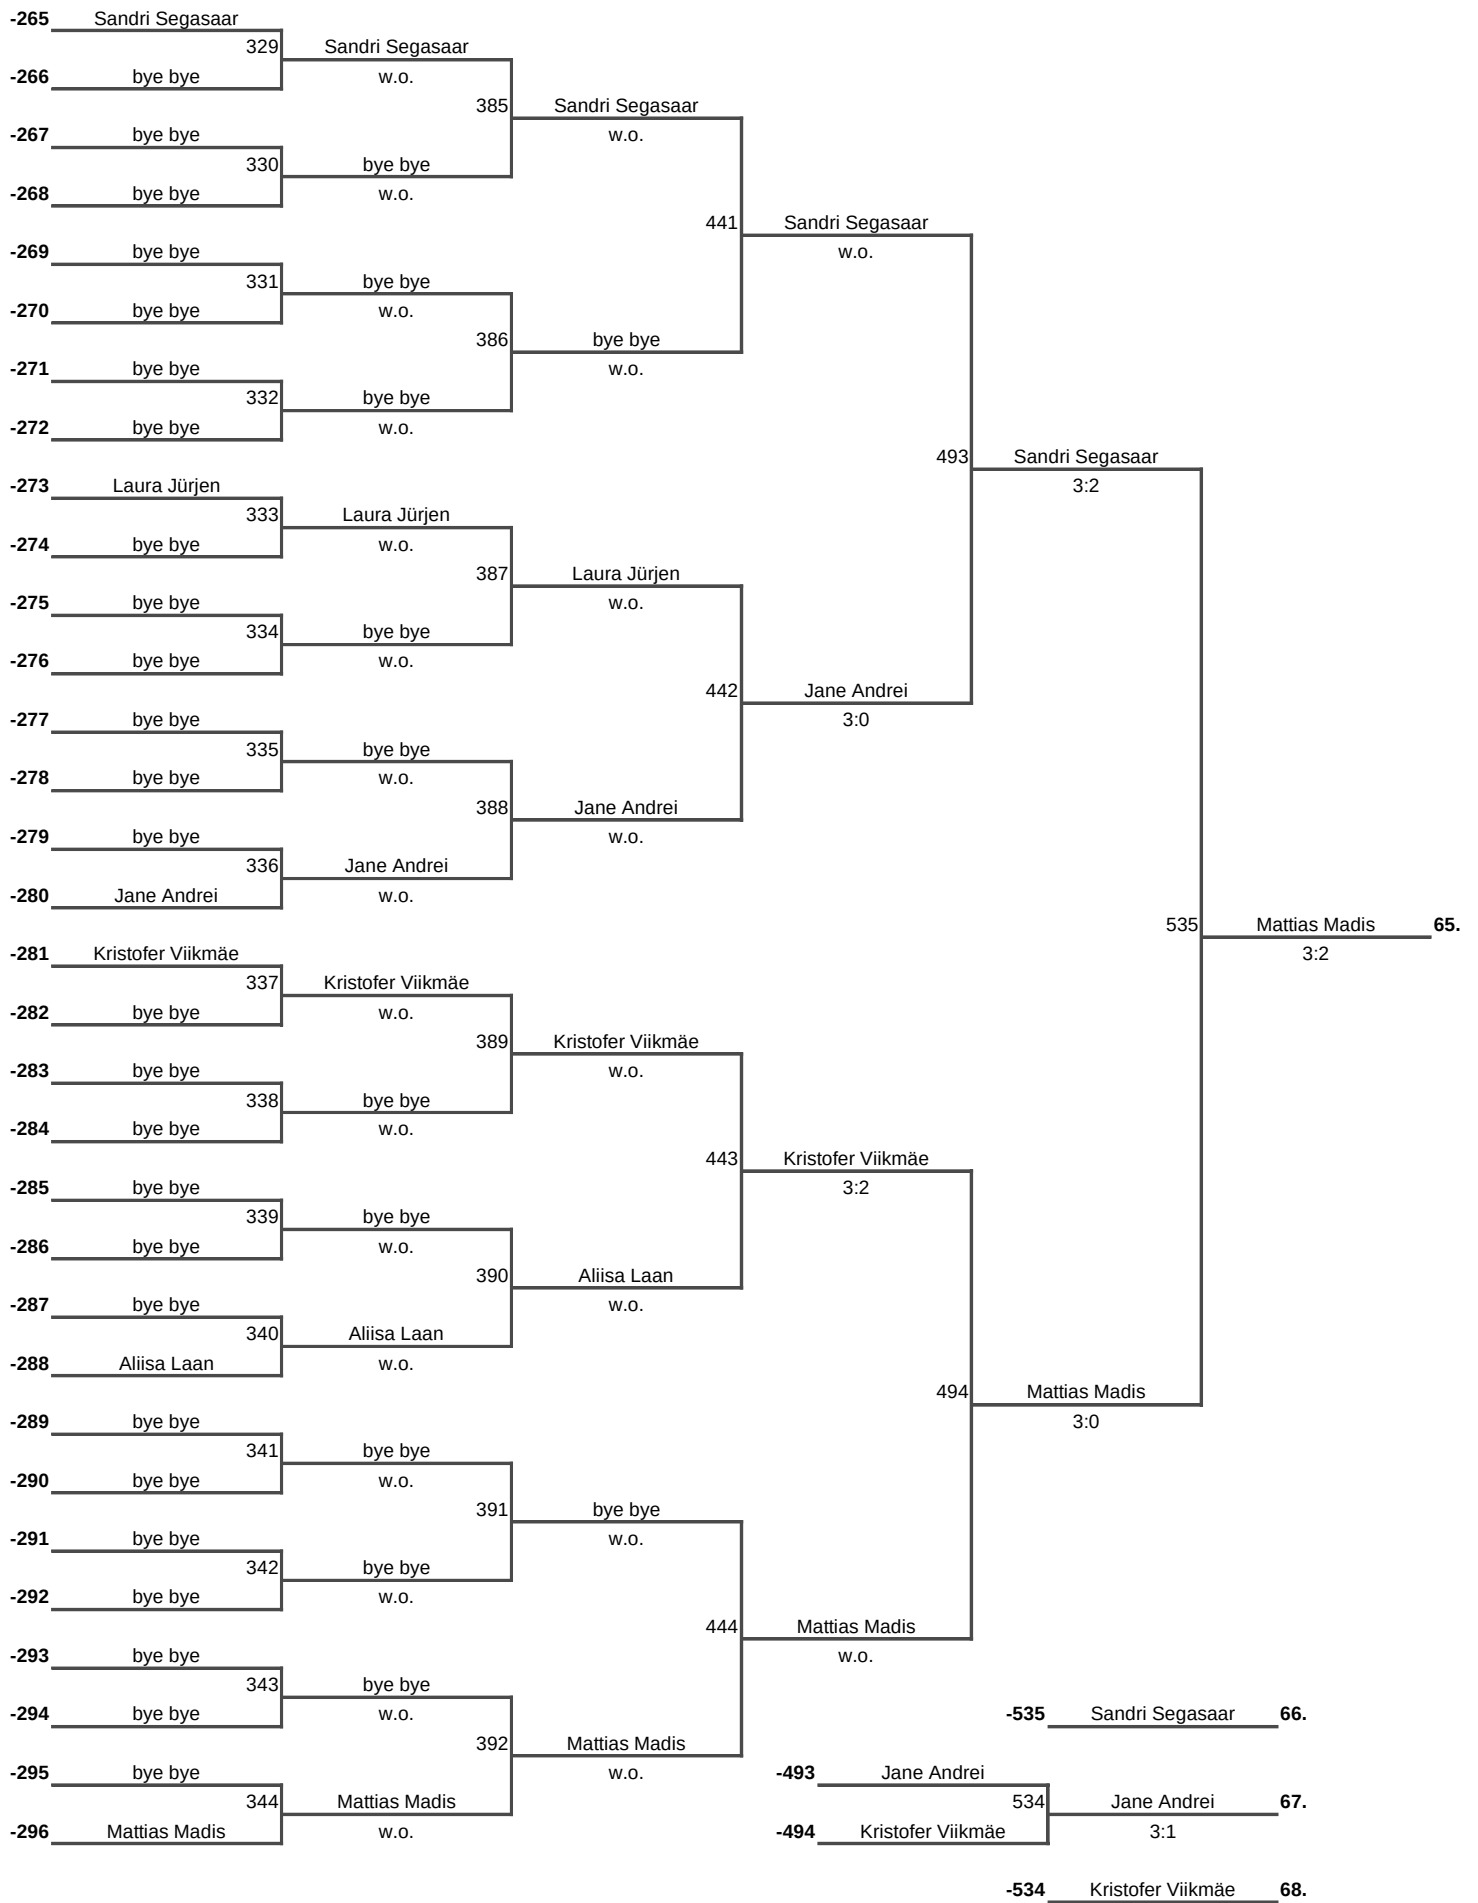 -265 Sandri Segasaar
329 Sandri Segasaar
-266 bye bye w.o.
385 Sandri Segasaar
-267 bye bye w.o.
330 bye bye
-268 bye bye w.o.
441 Sandri Segasaar
-269 bye bye w.o.
331 bye bye
-270 bye bye w.o.
386 bye bye
-271 bye bye w.o.
332 bye bye
-272 bye bye w.o.
493 Sandri Segasaar
-273 Laura Jürjen 3:2
333 Laura Jürjen
-274 bye bye w.o.
387 Laura Jürjen
-275 bye bye w.o.
334 bye bye
-276 bye bye w.o.
442 Jane Andrei
-277 bye bye 3:0
335 bye bye
-278 bye bye w.o.
388 Jane Andrei
-279 bye bye w.o.
336 Jane Andrei
-280 Jane Andrei w.o.
535 Mattias Madis 65.
-281 Kristofer Viikmäe 3:2
337 Kristofer Viikmäe
-282 bye bye w.o.
389 Kristofer Viikmäe
-283 bye bye w.o.
338 bye bye
-284 bye bye w.o.
443 Kristofer Viikmäe
-285 bye bye 3:2
339 bye bye
-286 bye bye w.o.
390 Aliisa Laan
-287 bye bye w.o.
340 Aliisa Laan
-288 Aliisa Laan w.o.
494 Mattias Madis
-289 bye bye 3:0
341 bye bye
-290 bye bye w.o.
391 bye bye
-291 bye bye w.o.
342 bye bye
-292 bye bye w.o.
444 Mattias Madis
-293 bye bye w.o.
343 bye bye
-294 bye bye w.o. -535 Sandri Segasaar 66.
392 Mattias Madis
-295 bye bye w.o. -493 Jane Andrei
344 Mattias Madis 534 Jane Andrei 67.
-296 Mattias Madis w.o. -494 Kristofer Viikmäe 3:1
-534 Kristofer Viikmäe 68.